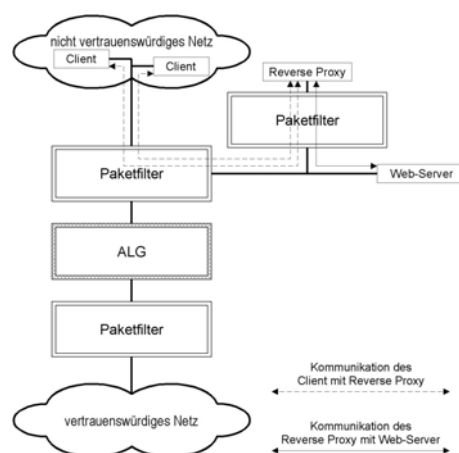 nicht vertrauenswürdiges Netz
Client
Client
Reverse Proxy
Paketfilter
Paketfilter
Web-Server
ALG
Paketfilter
vertrauenswürdiges Netz
Kommunikation des
Client mit Reverse Proxy
Kommunikation des
Reverse Proxy mit Web-Server